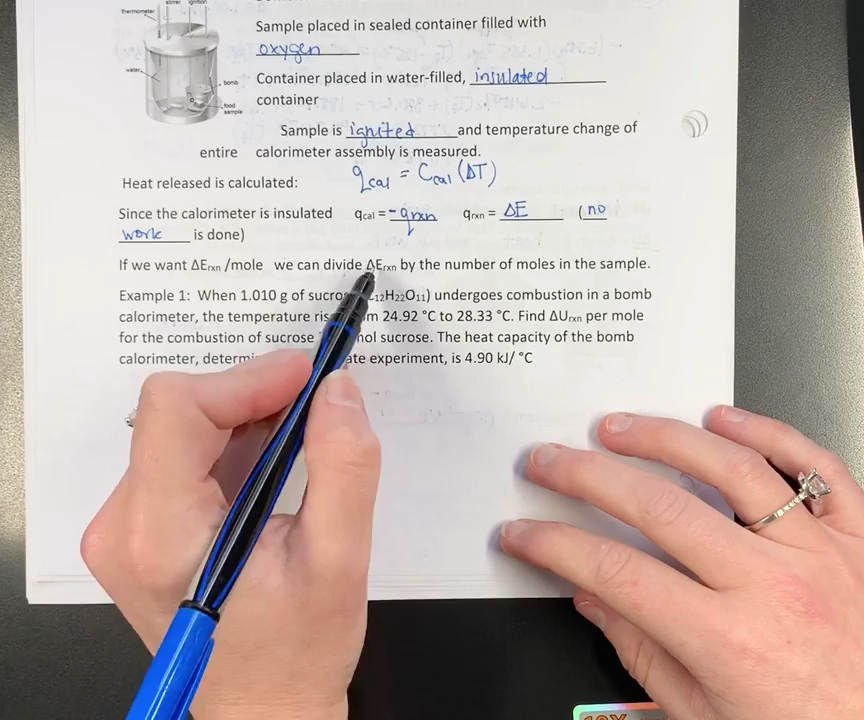 stirrer ignition
thermometer
Sample placed in sealed container filled with
oxygen
water
bomb
Container placed in water-filled, insulated
food
sample
container
Sample is ignited and temperature change of
entire calorimeter assembly is measured.
Heat released is calculated: qcal = Ccal (ΔT)
Since the calorimeter is insulated qcal = -qrxn qrxn = ΔE (no
work is done)
If we want ΔErxn /mole we can divide ΔErxn by the number of moles in the sample.
Example 1: When 1.010 g of sucro 12H22O11) undergoes combustion in a bomb
calorimeter, the temperature ris m 24.92 °C to 28.33 °C. Find ΔUrxn per mole
for the combustion of sucrose mol sucrose. The heat capacity of the bomb
calorimeter, determi ate experiment, is 4.90 kJ/ °C